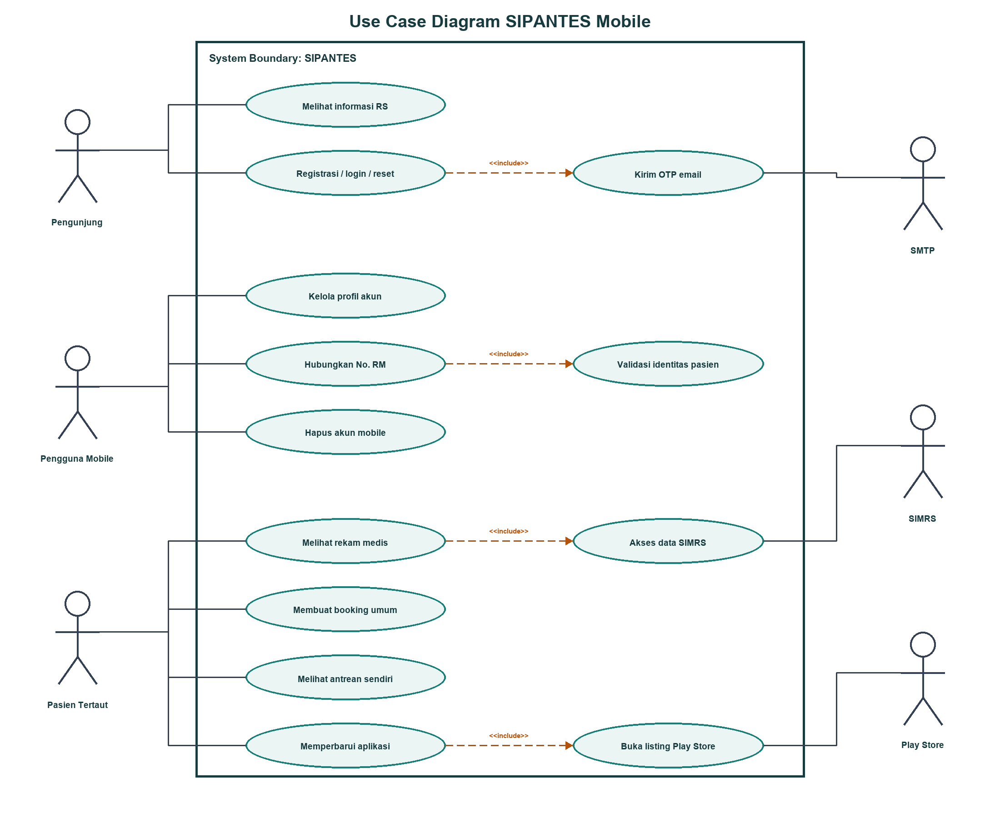 Use Case Diagram SIPANTES Mobile
System Boundary: SIPANTES
Melihat informasi RS
Registrasi / login / reset
<<include>>
Kirim OTP email
Pengunjung
SMTP
Kelola profil akun
Hubungkan No. RM
<<include>>
Validasi identitas pasien
Hapus akun mobile
Pengguna Mobile
SIMRS
Melihat rekam medis
<<include>>
Akses data SIMRS
Membuat booking umum
Melihat antrean sendiri
Pasien Tertaut
Memperbarui aplikasi
<<include>>
Buka listing Play Store
Play Store